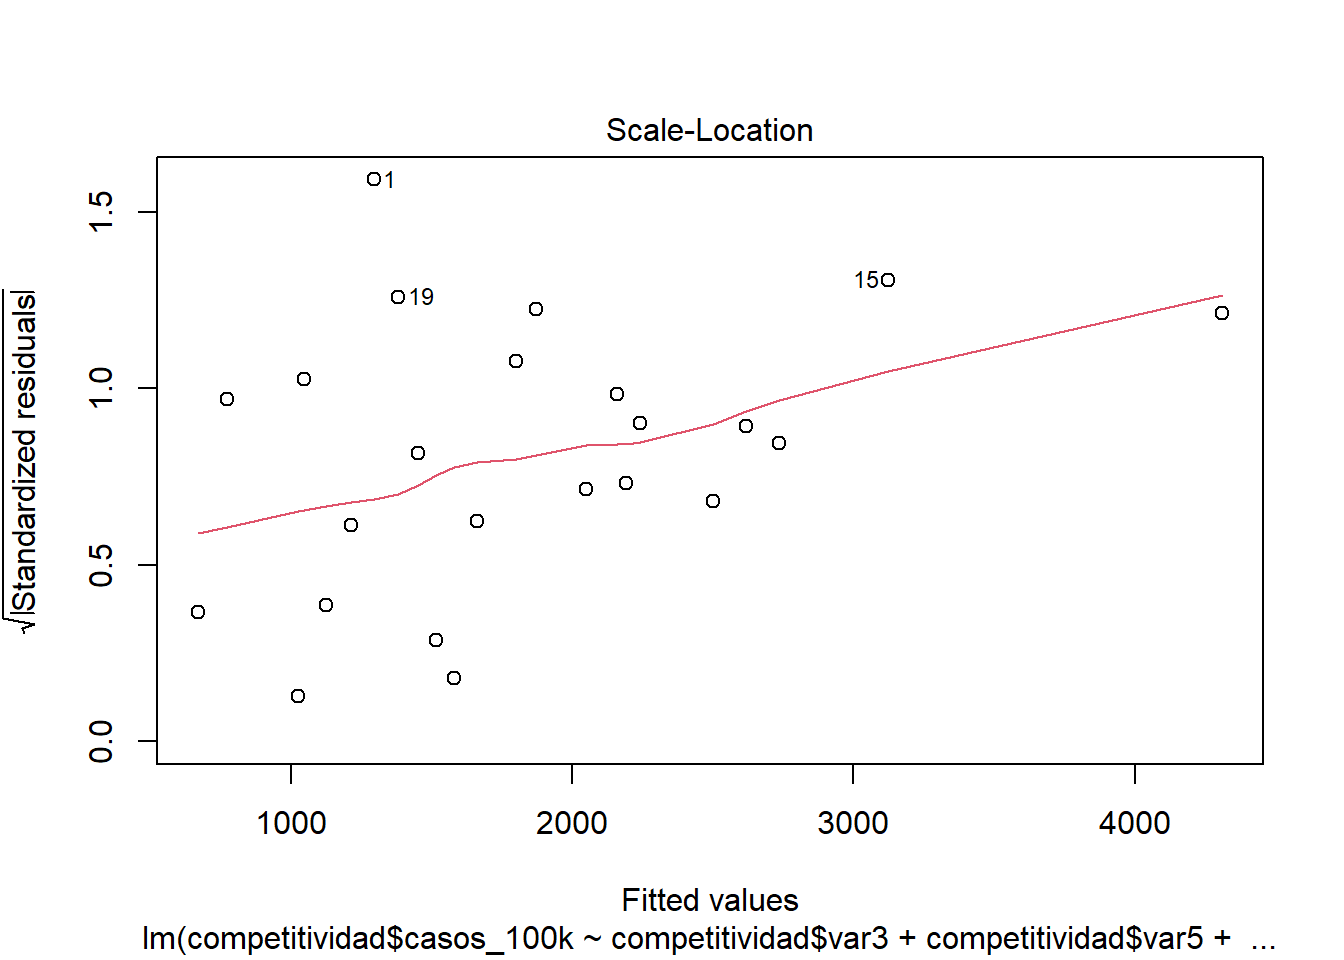 Scale-Location
√|Standardized residuals|
1.5
1.0
0.5
0.0
1
19
15
1000 2000 3000 4000
Fitted values
lm(competitividad$casos_100k ~ competitividad$var3 + competitividad$var5 + ...